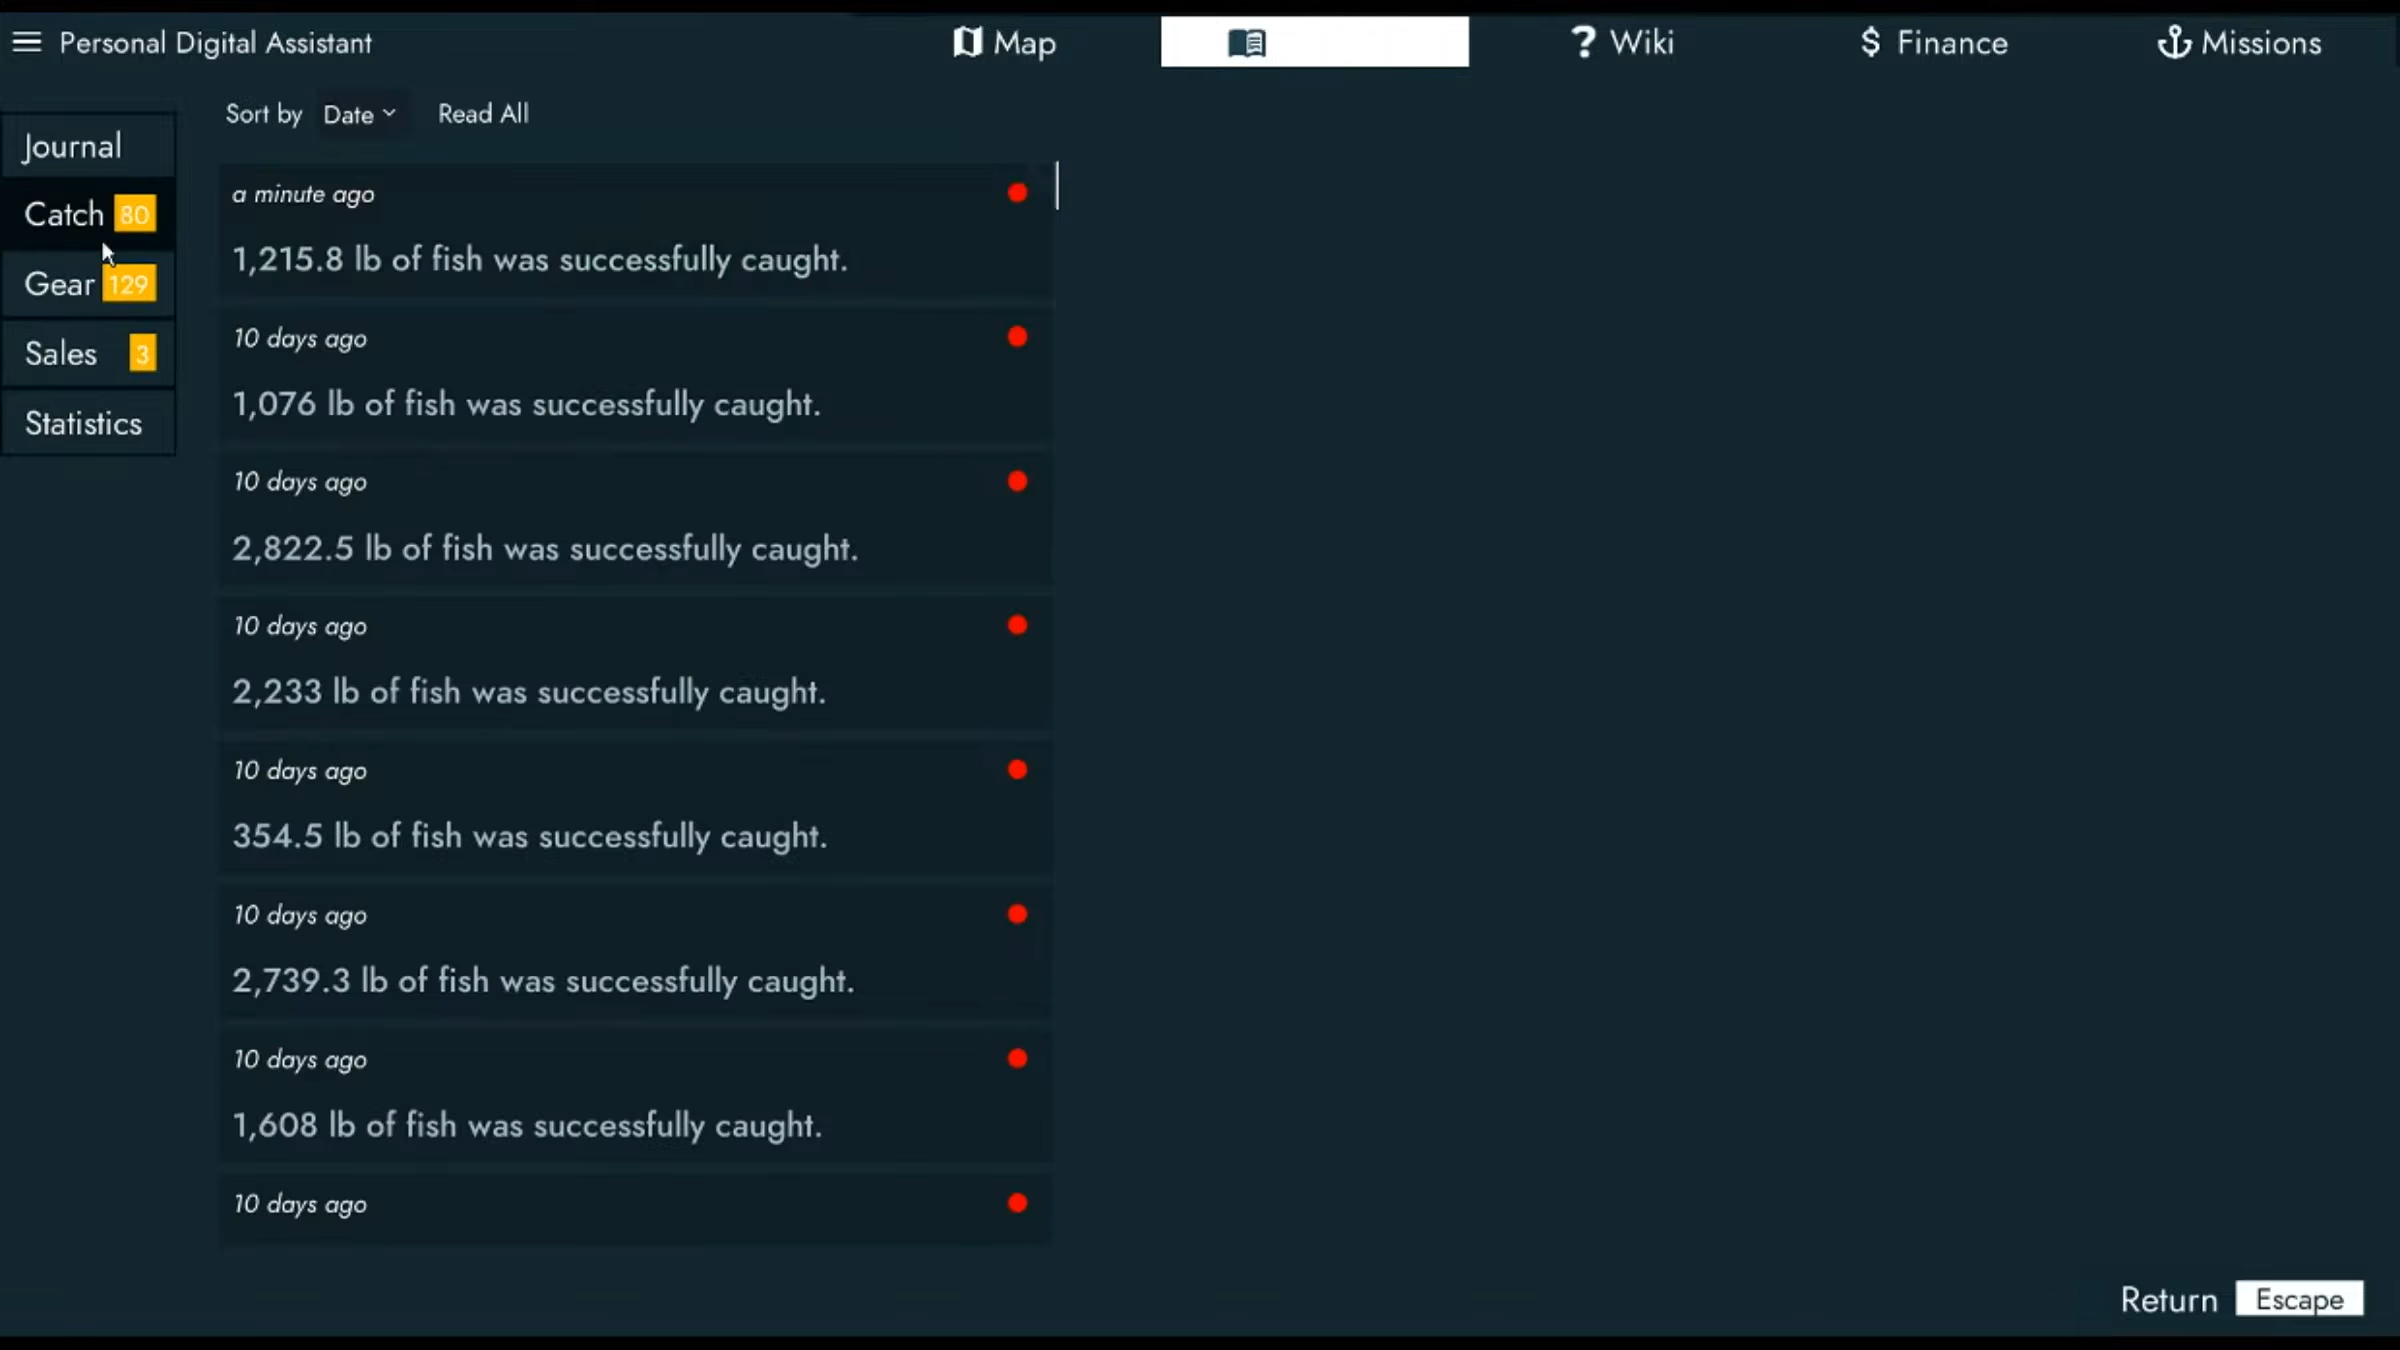 Personal Digital Assistant
Map
Wiki
Finance
Missions
Sort by Date
Read All
Journal
Catch 80
Gear 129
Sales 3
Statistics
a minute ago
1,215.8 lb of fish was successfully caught.
10 days ago
1,076 lb of fish was successfully caught.
10 days ago
2,822.5 lb of fish was successfully caught.
10 days ago
2,233 lb of fish was successfully caught.
10 days ago
354.5 lb of fish was successfully caught.
10 days ago
2,739.3 lb of fish was successfully caught.
10 days ago
1,608 lb of fish was successfully caught.
10 days ago
Return Escape